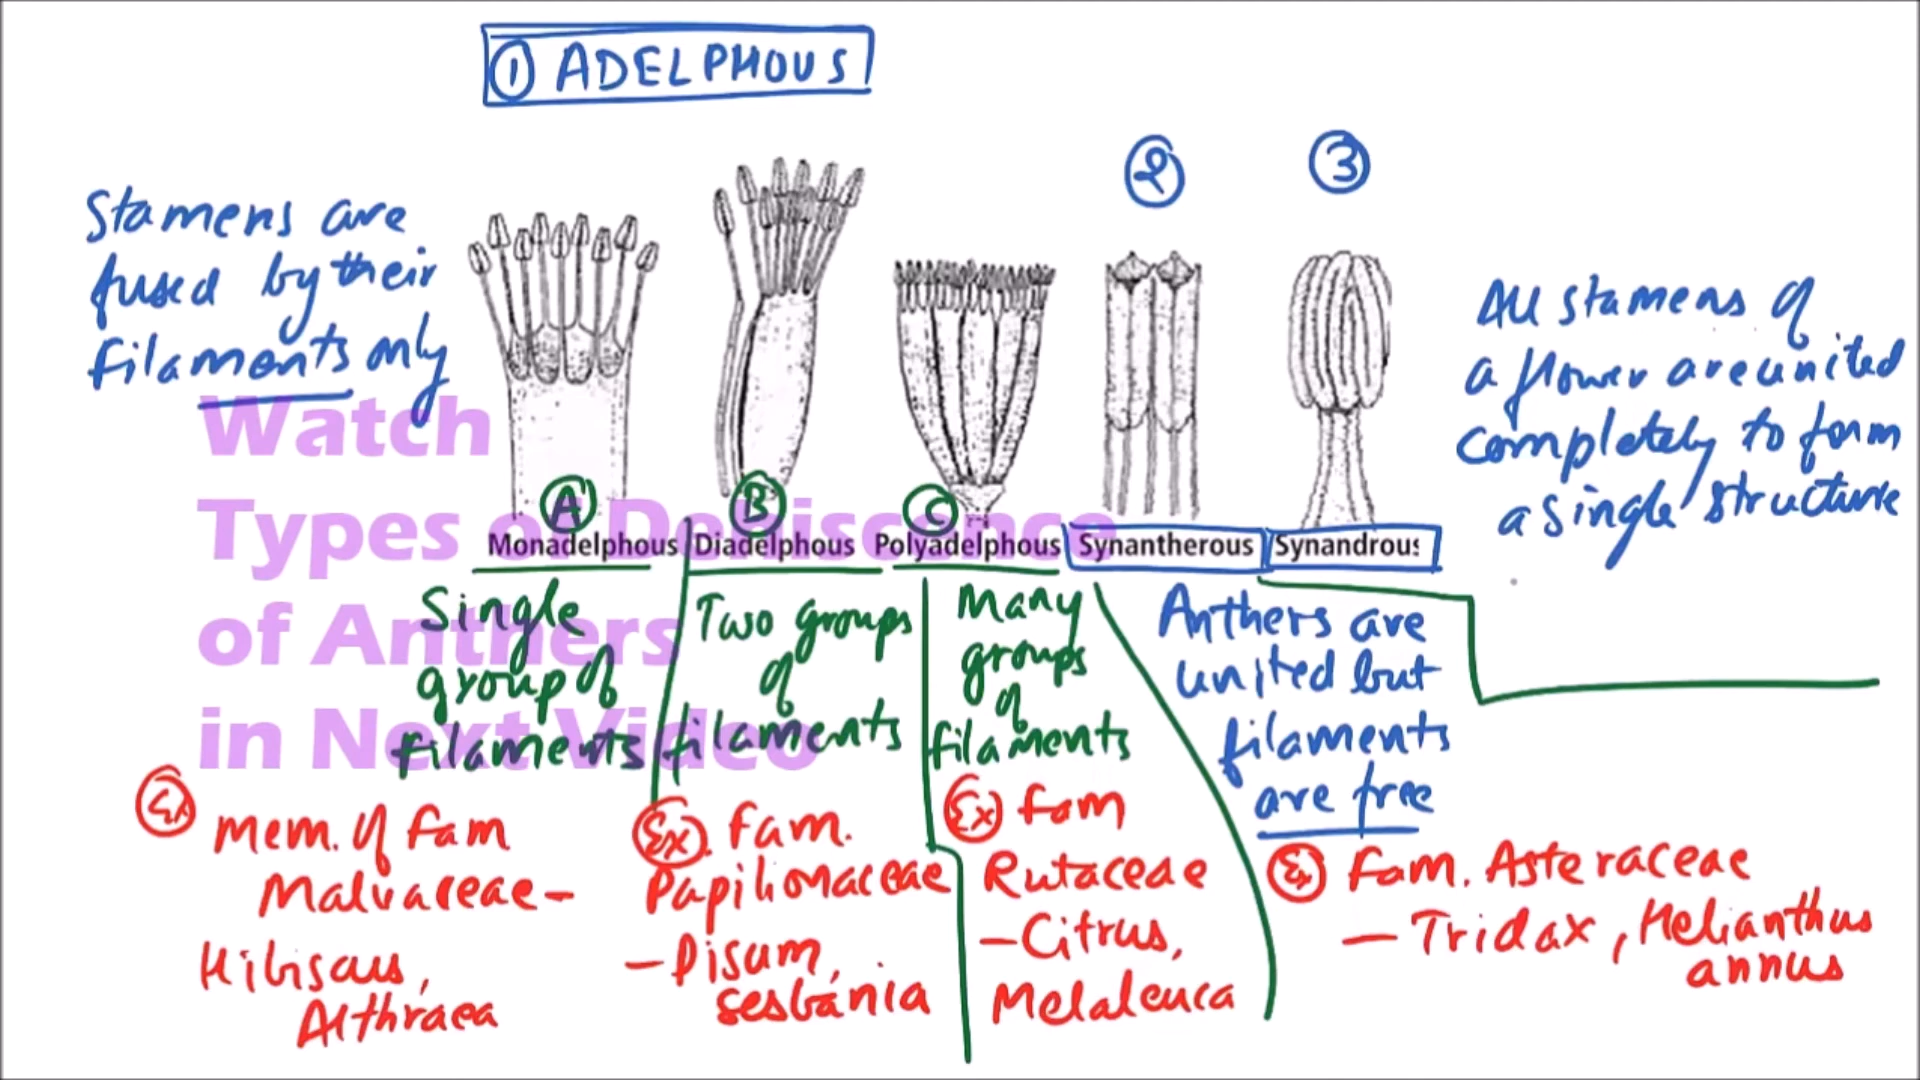 ① ADELPHOUS
Stamens are
fused by their
filaments only
2
3
All stamens of
a flower are united
completely to form
a single structure
Watch
Types of Dehiscence
of Anthers
in Next Video
A
B
C
Monadelphous
Diadelphous
Polyadelphous
Synantherous
Synandrous
Single
group of
filaments
Two groups
of
filaments
Many
groups
of
filaments
Anthers are
united but
filaments
are free
Ex mem. of fam
Malvaceae-
Hibiscus,
Althraea
Ex. fam.
Papilionaceae
- Pisum,
sesbania
Ex fam
Rutaceae
- Citrus,
Melaleuca
Ex fam. Asteraceae
- Tridax, Helianthus
annus